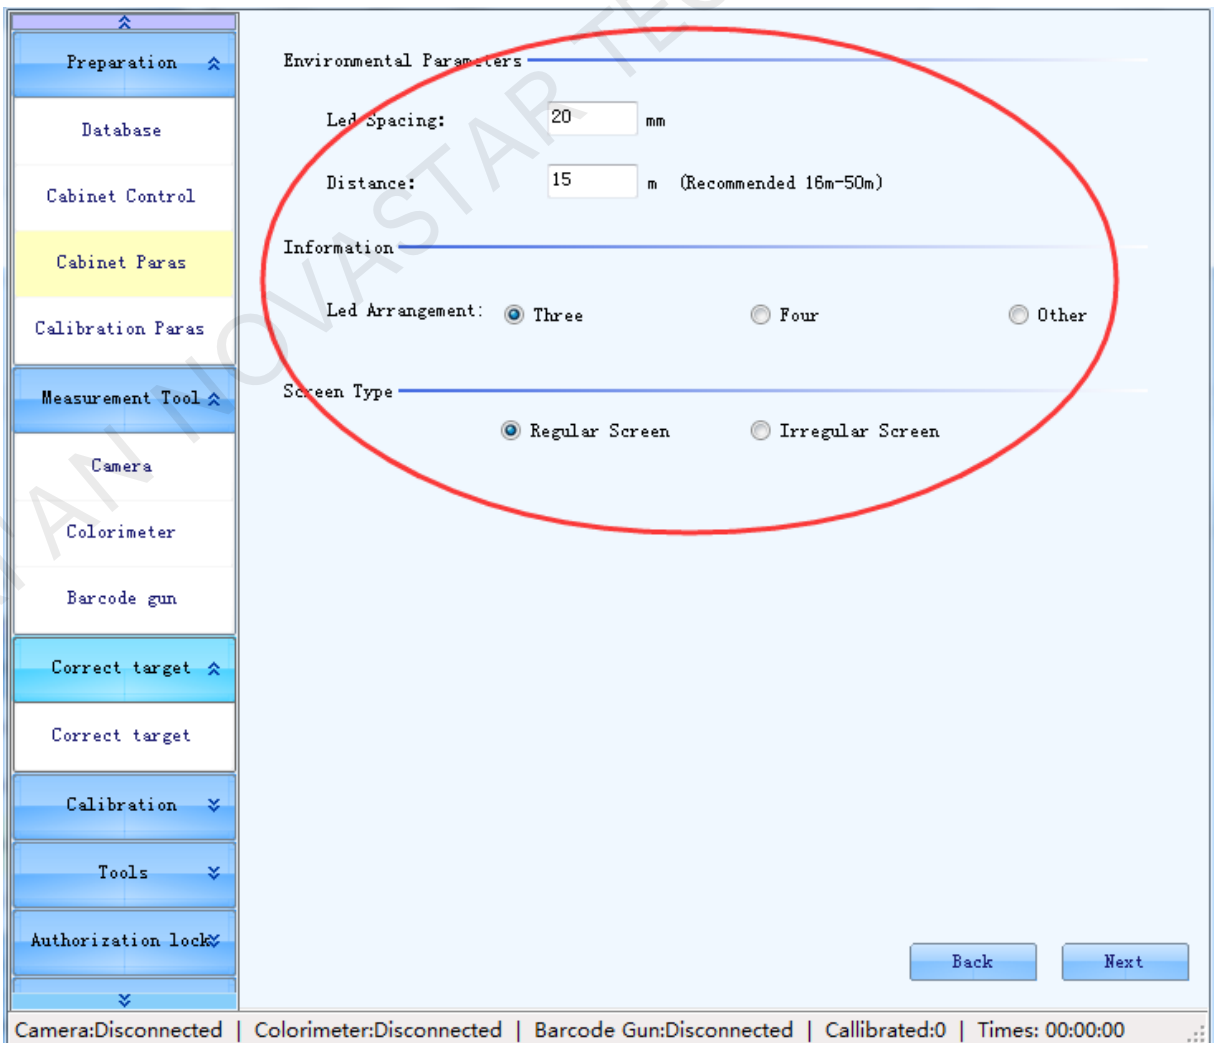 Preparation
Database
Cabinet Control
Cabinet Paras
Calibration Paras
Measurement Tool
Camera
Colorimeter
Barcode gun
Correct target
Correct target
Calibration
Tools
Authorization lock
Environmental Parameters
Led Spacing: 20 mm
Distance: 15 m (Recommended 16m-50m)
Information
Led Arrangement: Three Four Other
Screen Type
Regular Screen Irregular Screen
Back Next
Camera:Disconnected | Colorimeter:Disconnected | Barcode Gun:Disconnected | Callibrated:0 | Times: 00:00:00
AN NOVASTAR TEC